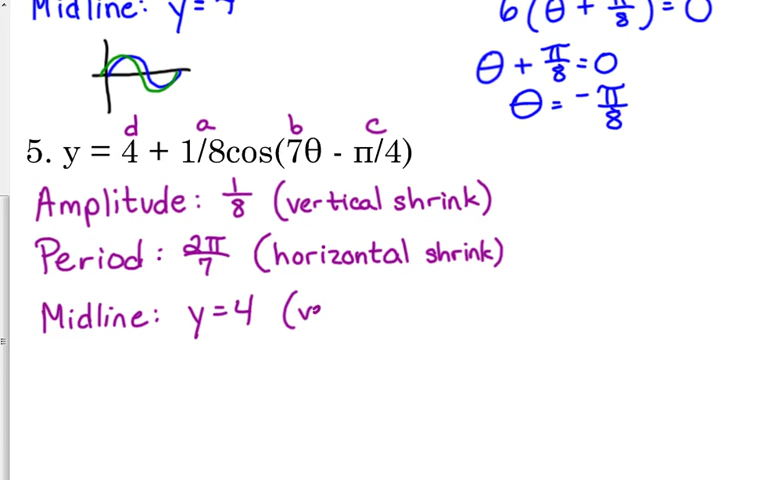 Midline: y = 4
6(θ + π/8) = 0
θ + π/8 = 0
θ = -π/8
d a b c
5. y = 4 + 1/8cos(7θ - π/4)
Amplitude: 1/8 (vertical shrink)
Period: 2π/7 (horizontal shrink)
Midline: y=4 (v